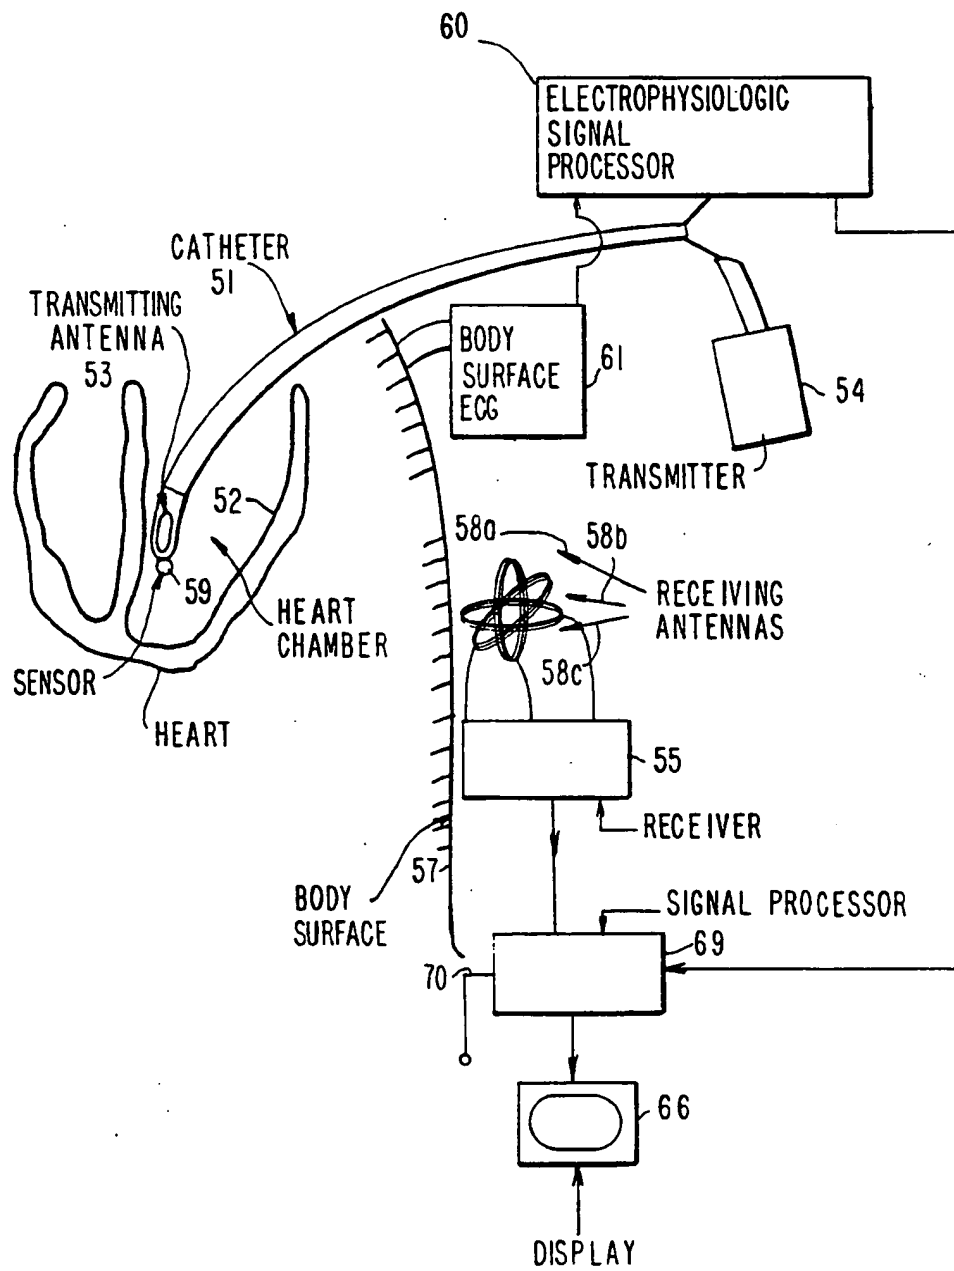 60
ELECTROPHYSIOLOGIC
SIGNAL
PROCESSOR
CATHETER
51
TRANSMITTING
ANTENNA
53
BODY
SURFACE
ECG
61
54
TRANSMITTER
52
58a
58b
59
RECEIVING
ANTENNAS
HEART
CHAMBER
58c
SENSOR
HEART
55
RECEIVER
57
BODY
SURFACE
SIGNAL PROCESSOR
69
70
66
DISPLAY